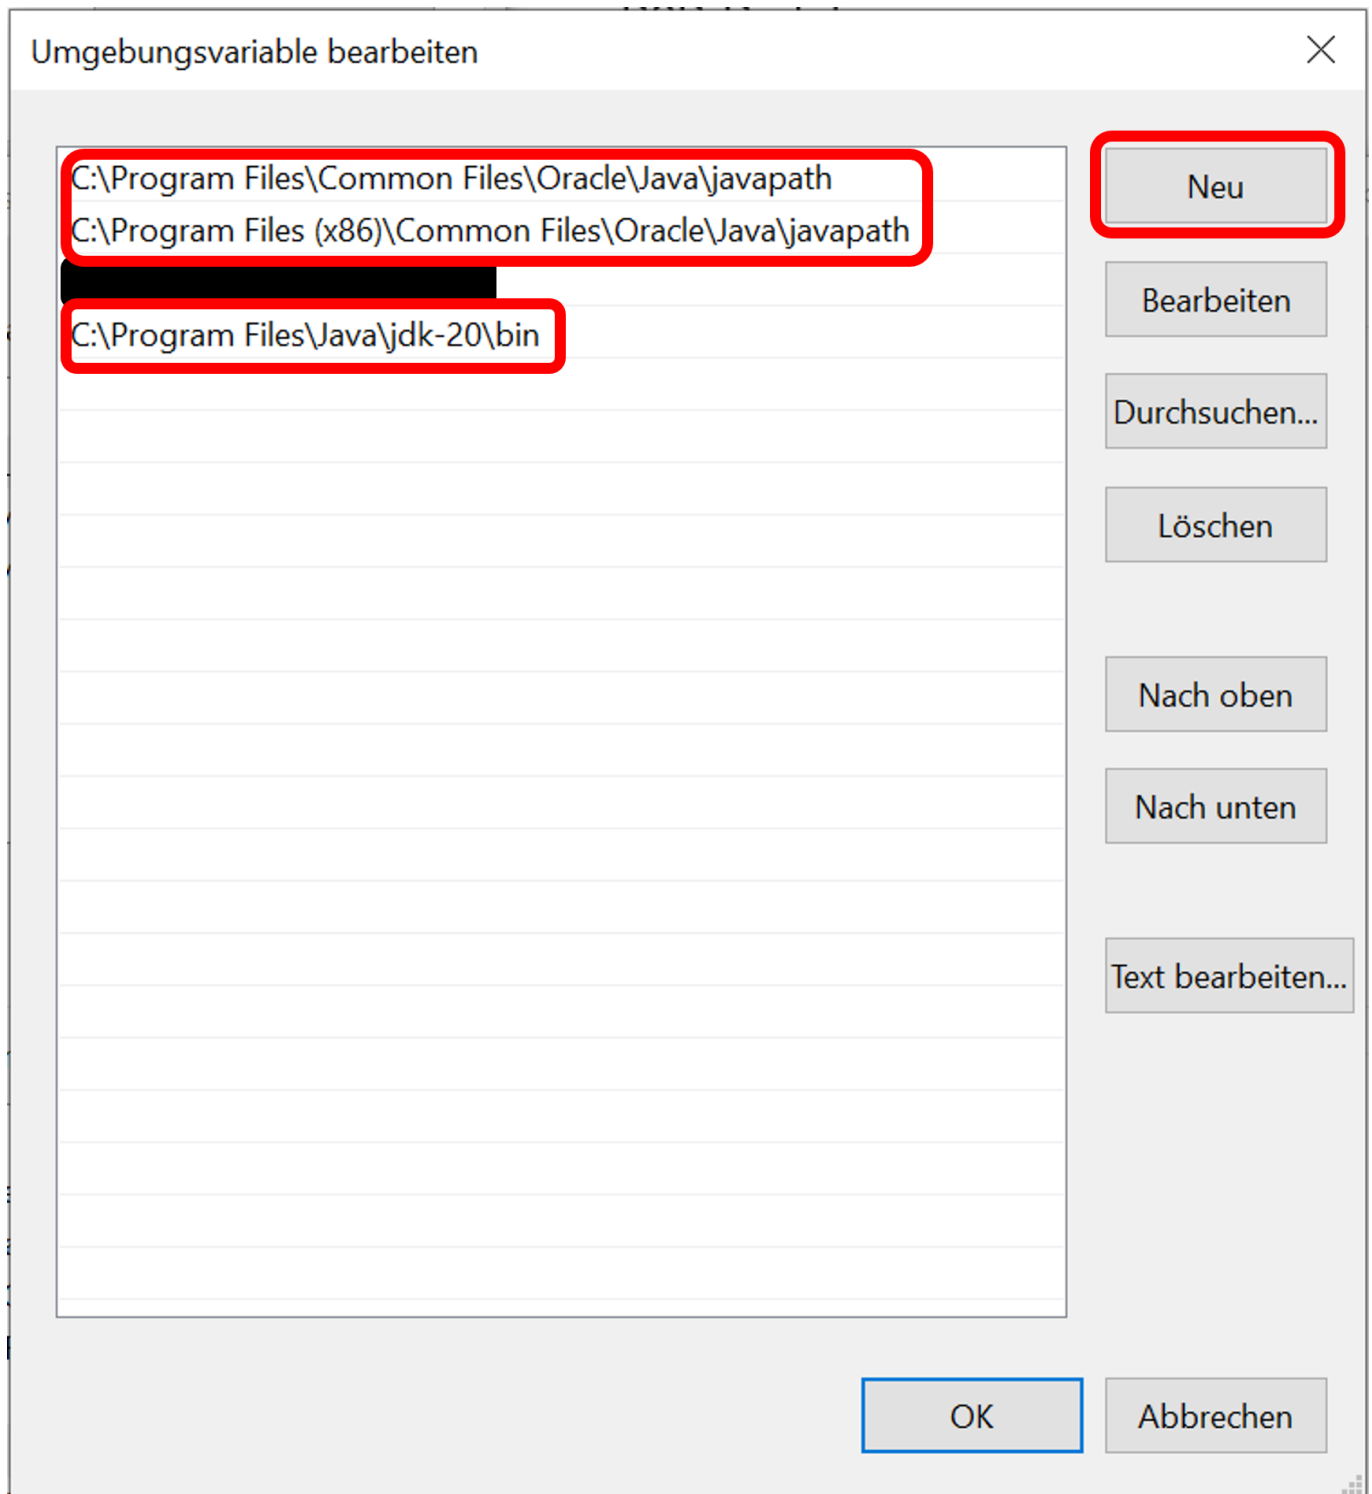 Umgebungsvariable bearbeiten
C:\Program Files\Common Files\Oracle\Java\javapath
C:\Program Files (x86)\Common Files\Oracle\Java\javapath
C:\Program Files\Java\jdk-20\bin
Neu
Bearbeiten
Durchsuchen...
Löschen
Nach oben
Nach unten
Text bearbeiten...
OK
Abbrechen